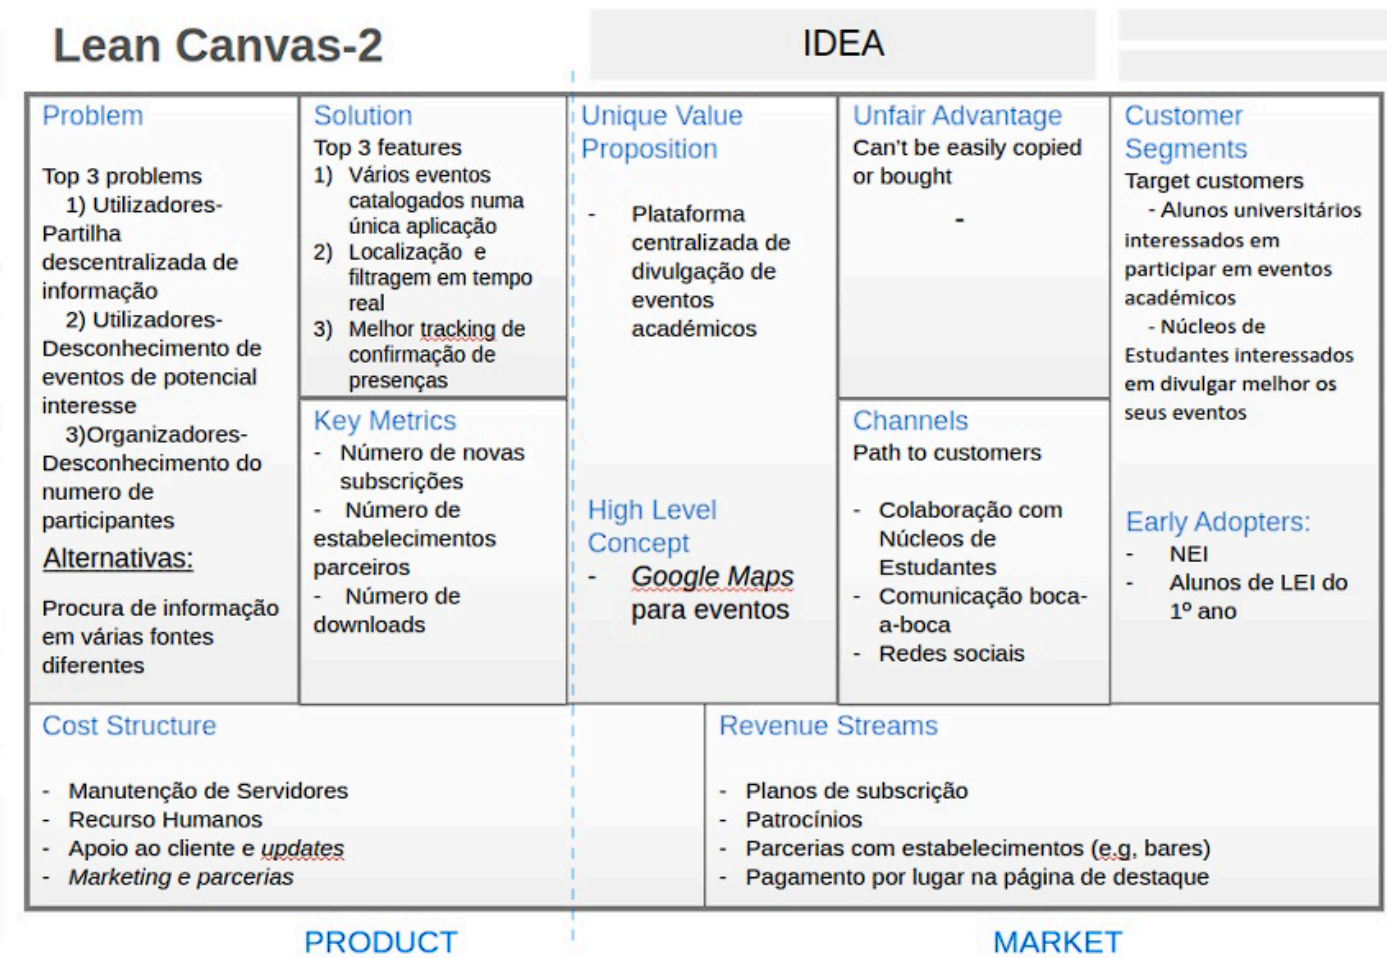 Lean Canvas-2
IDEA
Problem
Top 3 problems
1) Utilizadores-
Partilha
descentralizada de
informação
2) Utilizadores-
Desconhecimento de
eventos de potencial
interesse
3)Organizadores-
Desconhecimento do
numero de
participantes
Alternativas:
Procura de informação
em várias fontes
diferentes
Solution
Top 3 features
1) Vários eventos
catalogados numa
única aplicação
2) Localização e
filtragem em tempo
real
3) Melhor tracking de
confirmação de
presenças
Key Metrics
- Número de novas
subscrições
- Número de
estabelecimentos
parceiros
- Número de
downloads
Unique Value
Proposition
- Plataforma
centralizada de
divulgação de
eventos
académicos
High Level
Concept
- Google Maps
para eventos
Unfair Advantage
Can't be easily copied
or bought
-
Channels
Path to customers
- Colaboração com
Núcleos de
Estudantes
- Comunicação boca-
a-boca
- Redes sociais
Customer
Segments
Target customers
- Alunos universitários
interessados em
participar em eventos
académicos
- Núcleos de
Estudantes interessados
em divulgar melhor os
seus eventos
Early Adopters:
- NEI
- Alunos de LEI do
1º ano
Cost Structure
- Manutenção de Servidores
- Recurso Humanos
- Apoio ao cliente e updates
- Marketing e parcerias
Revenue Streams
- Planos de subscrição
- Patrocínios
- Parcerias com estabelecimentos (e.g, bares)
- Pagamento por lugar na página de destaque
PRODUCT
MARKET